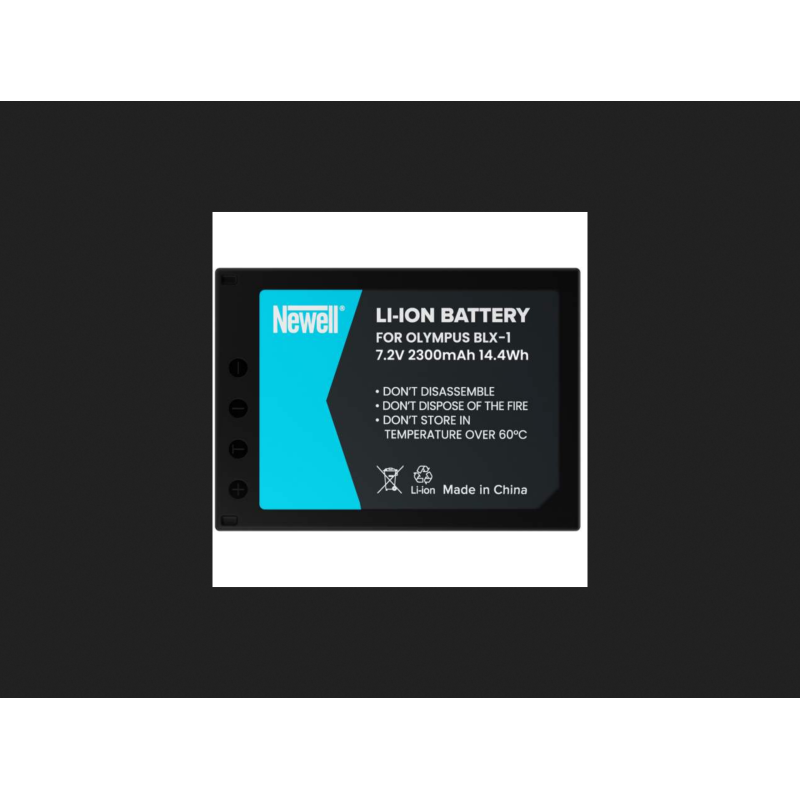 Newell®
LI-ION BATTERY
FOR OLYMPUS BLX-1
7.2V 2300mAh 14.4Wh
• DON'T DISASSEMBLE
• DON'T DISPOSE OF THE FIRE
• DON'T STORE IN
TEMPERATURE OVER 60°C
Li-ion Made in China